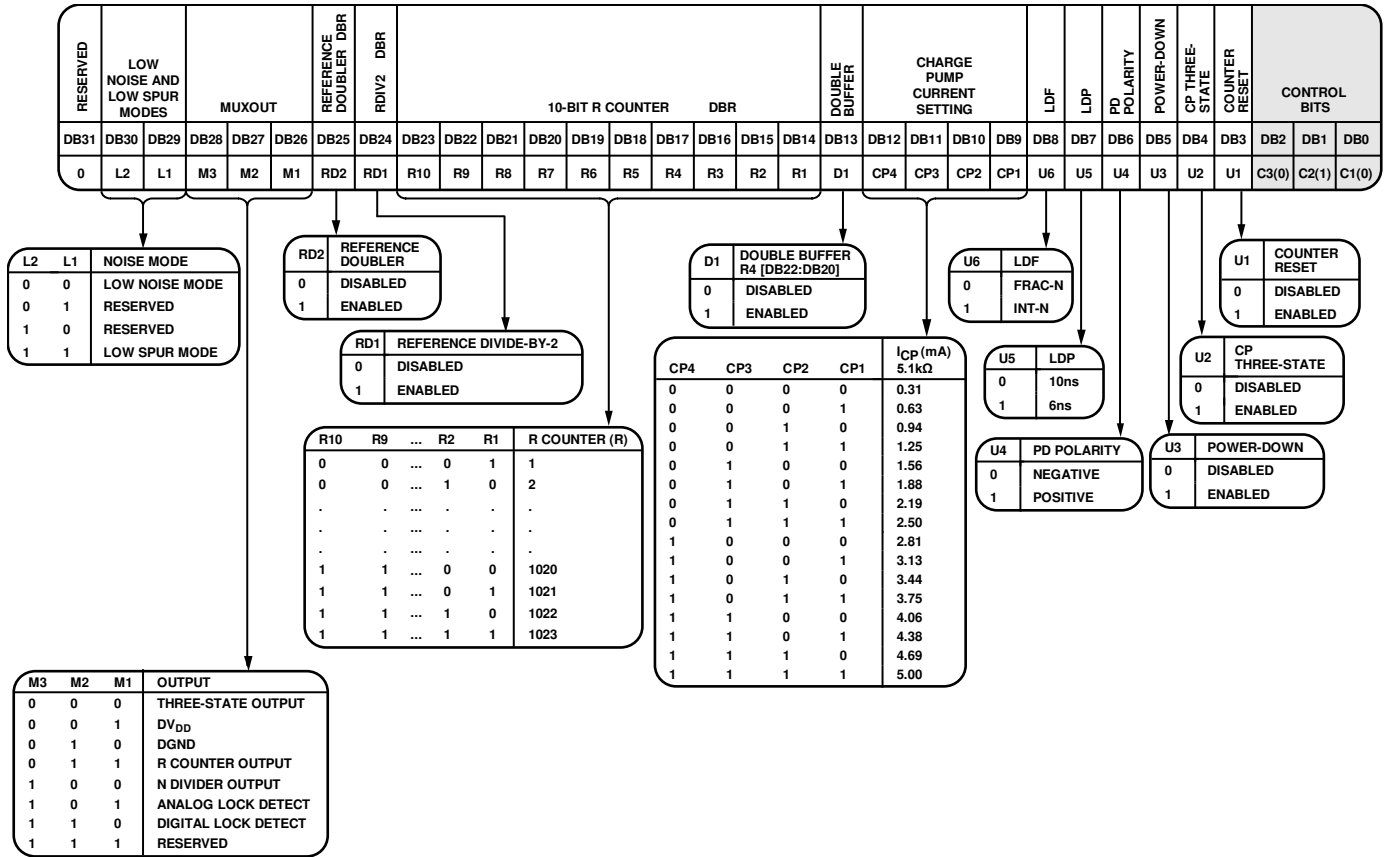 RESERVED
LOW NOISE AND LOW SPUR MODES
MUXOUT
REFERENCE DOUBLER DBR
RDIV2 DBR
10-BIT R COUNTER DBR
DOUBLE BUFFER
CHARGE PUMP CURRENT SETTING
LDF
LDP
PD POLARITY
POWER-DOWN
CP THREE-STATE
COUNTER RESET
CONTROL BITS
DB31 DB30 DB29 DB28 DB27 DB26 DB25 DB24 DB23 DB22 DB21 DB20 DB19 DB18 DB17 DB16 DB15 DB14 DB13 DB12 DB11 DB10 DB9 DB8 DB7 DB6 DB5 DB4 DB3 DB2 DB1 DB0
0 L2 L1 M3 M2 M1 RD2 RD1 R10 R9 R8 R7 R6 R5 R4 R3 R2 R1 D1 CP4 CP3 CP2 CP1 U6 U5 U4 U3 U2 U1 C3(0) C2(1) C1(0)
L2 L1 NOISE MODE
0 0 LOW NOISE MODE
0 1 RESERVED
1 0 RESERVED
1 1 LOW SPUR MODE
RD2 REFERENCE DOUBLER
0 DISABLED
1 ENABLED
RD1 REFERENCE DIVIDE-BY-2
0 DISABLED
1 ENABLED
R10 R9 ... R2 R1 R COUNTER (R)
0 0 ... 0 1 1
0 0 ... 1 0 2
. . ... . . .
. . ... . . .
. . ... . . .
1 1 ... 0 0 1020
1 1 ... 0 1 1021
1 1 ... 1 0 1022
1 1 ... 1 1 1023
D1 DOUBLE BUFFER R4 [DB22:DB20]
0 DISABLED
1 ENABLED
CP4 CP3 CP2 CP1 ICP (mA) 5.1kΩ
0 0 0 0 0.31
0 0 0 1 0.63
0 0 1 0 0.94
0 0 1 1 1.25
0 1 0 0 1.56
0 1 0 1 1.88
0 1 1 0 2.19
0 1 1 1 2.50
1 0 0 0 2.81
1 0 0 1 3.13
1 0 1 0 3.44
1 0 1 1 3.75
1 1 0 0 4.06
1 1 0 1 4.38
1 1 1 0 4.69
1 1 1 1 5.00
U6 LDF
0 FRAC-N
1 INT-N
U5 LDP
0 10ns
1 6ns
U4 PD POLARITY
0 NEGATIVE
1 POSITIVE
U3 POWER-DOWN
0 DISABLED
1 ENABLED
U2 CP THREE-STATE
0 DISABLED
1 ENABLED
U1 COUNTER RESET
0 DISABLED
1 ENABLED
M3 M2 M1 OUTPUT
0 0 0 THREE-STATE OUTPUT
0 0 1 DVDD
0 1 0 DGND
0 1 1 R COUNTER OUTPUT
1 0 0 N DIVIDER OUTPUT
1 0 1 ANALOG LOCK DETECT
1 1 0 DIGITAL LOCK DETECT
1 1 1 RESERVED